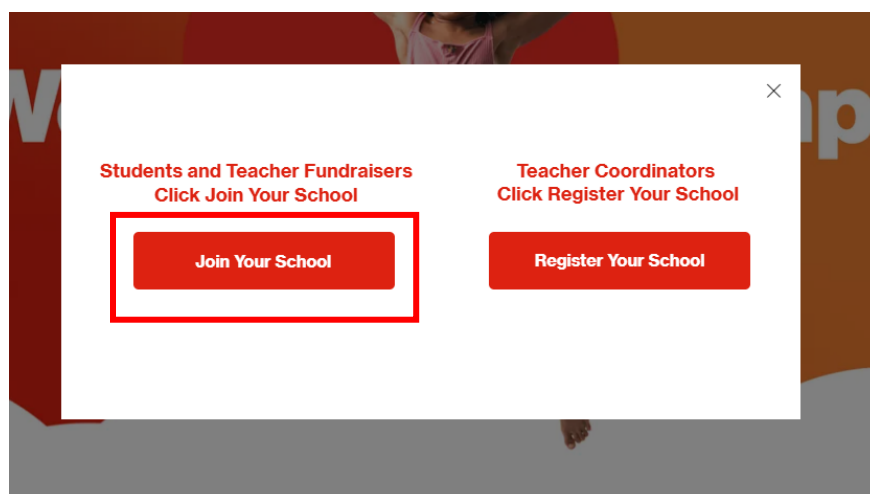 Students and Teacher Fundraisers
Click Join Your School
Join Your School
Teacher Coordinators
Click Register Your School
Register Your School